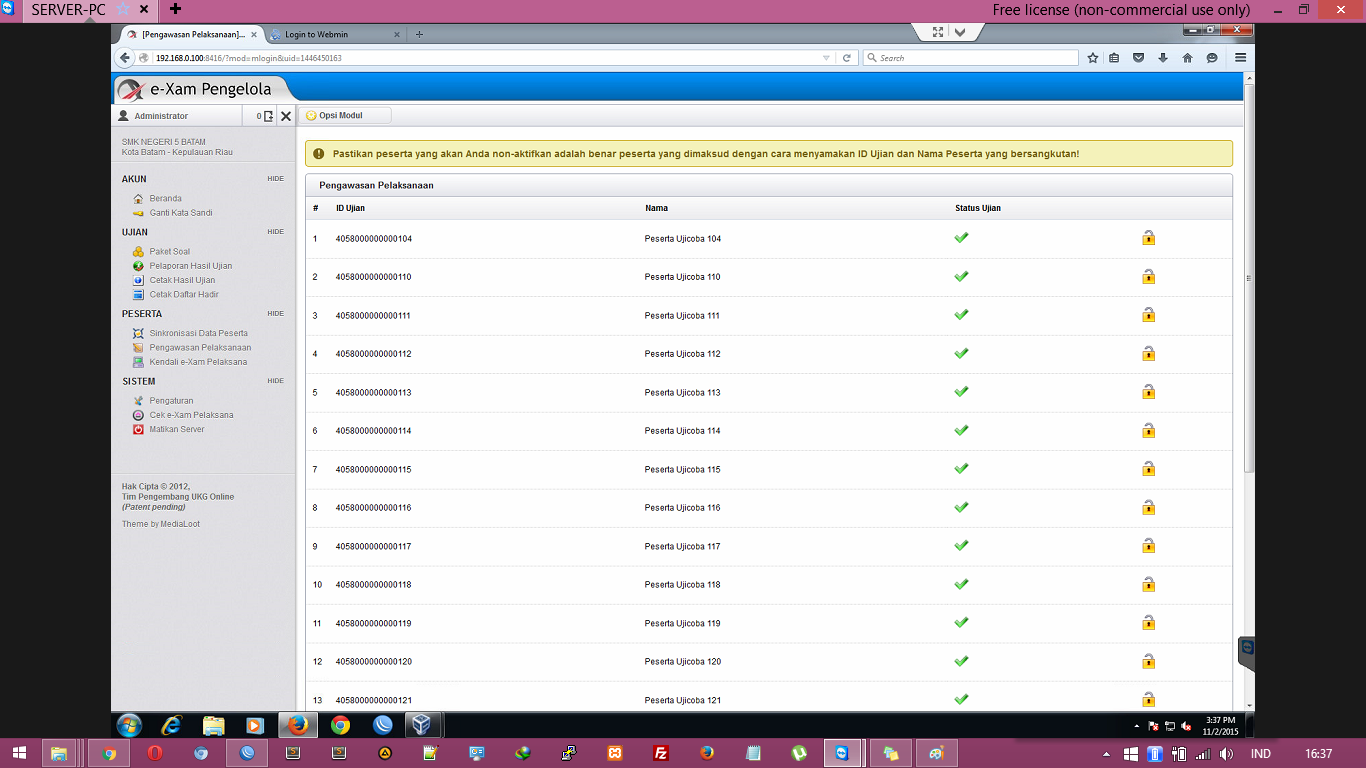 SERVER-PC
Free license (non-commercial use only)
[Pengawasan Pelaksanaan]...
Login to Webmin
192.168.0.100:8416/?mod=mlogin&uid=1446450163
Search
e-Xam Pengelola
Administrator
0
Opsi Modul
SMK NEGERI 5 BATAM
Kota Batam - Kepulauan Riau
AKUN HIDE
Beranda
Ganti Kata Sandi
UJIAN HIDE
Paket Soal
Pelaporan Hasil Ujian
Cetak Hasil Ujian
Cetak Daftar Hadir
PESERTA HIDE
Sinkronisasi Data Peserta
Pengawasan Pelaksanaan
Kendali e-Xam Pelaksana
SISTEM HIDE
Pengaturan
Cek e-Xam Pelaksana
Matikan Server
Hak Cipta © 2012,
Tim Pengembang UKG Online
(Patent pending)
Theme by MediaLoot
Pastikan peserta yang akan Anda non-aktifkan adalah benar peserta yang dimaksud dengan cara menyamakan ID Ujian dan Nama Peserta yang bersangkutan!
Pengawasan Pelaksanaan
# ID Ujian Nama Status Ujian
1 4058000000000104 Peserta Ujicoba 104
2 4058000000000110 Peserta Ujicoba 110
3 4058000000000111 Peserta Ujicoba 111
4 4058000000000112 Peserta Ujicoba 112
5 4058000000000113 Peserta Ujicoba 113
6 4058000000000114 Peserta Ujicoba 114
7 4058000000000115 Peserta Ujicoba 115
8 4058000000000116 Peserta Ujicoba 116
9 4058000000000117 Peserta Ujicoba 117
10 4058000000000118 Peserta Ujicoba 118
11 4058000000000119 Peserta Ujicoba 119
12 4058000000000120 Peserta Ujicoba 120
13 4058000000000121 Peserta Ujicoba 121
3:37 PM
11/2/2015
IND
16:37